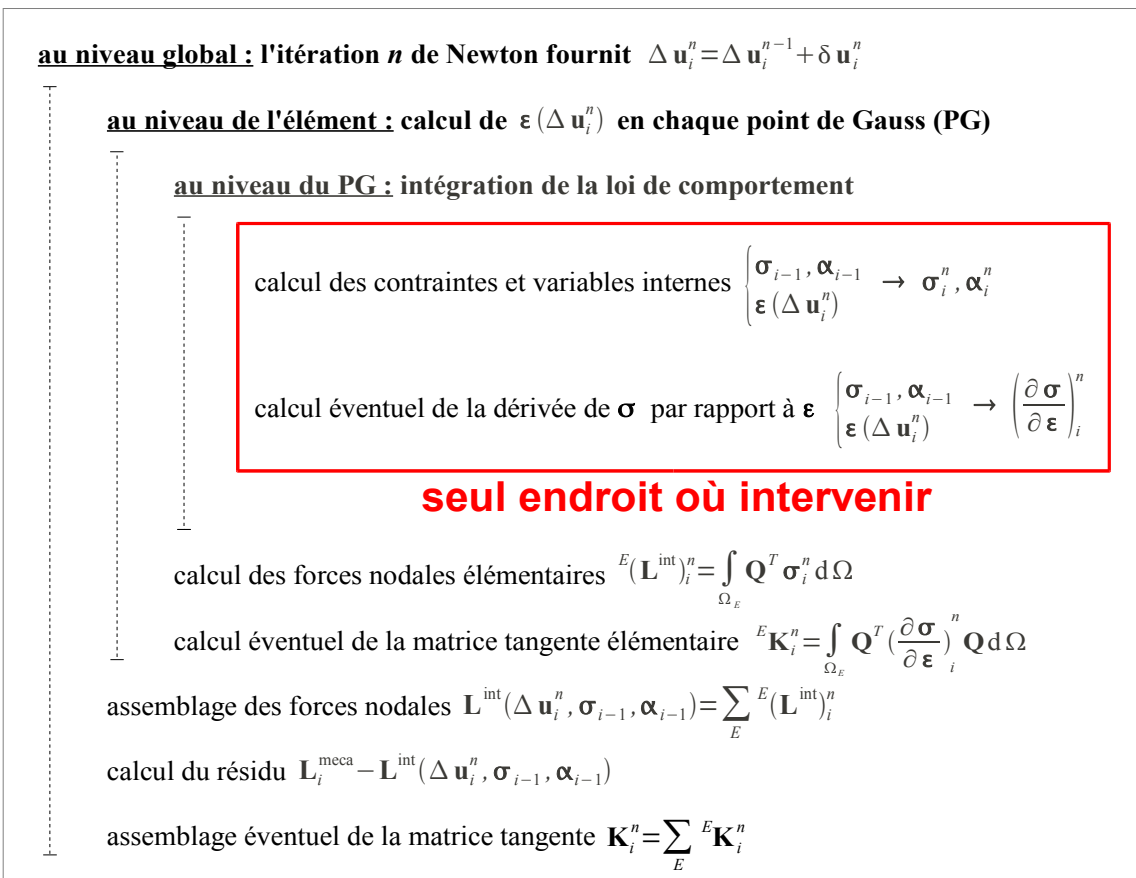 au niveau global : l'itération n de Newton fournit Δ u_i^n = Δ u_i^{n−1} + δ u_i^n
au niveau de l'élément : calcul de ε (Δ u_i^n) en chaque point de Gauss (PG)
au niveau du PG : intégration de la loi de comportement
calcul des contraintes et variables internes { σ_{i−1}, α_{i−1} ; ε (Δ u_i^n) → σ_i^n, α_i^n
calcul éventuel de la dérivée de σ par rapport à ε { σ_{i−1}, α_{i−1} ; ε (Δ u_i^n) → (∂ σ / ∂ ε)_i^n
seul endroit où intervenir
calcul des forces nodales élémentaires ^E(L^int)_i^n = ∫_{Ω_E} Q^T σ_i^n d Ω
calcul éventuel de la matrice tangente élémentaire ^E K_i^n = ∫_{Ω_E} Q^T (∂ σ / ∂ ε)_i^n Q d Ω
assemblage des forces nodales L^int (Δ u_i^n, σ_{i−1}, α_{i−1}) = ∑_E ^E(L^int)_i^n
calcul du résidu L_i^meca − L^int (Δ u_i^n, σ_{i−1}, α_{i−1})
assemblage éventuel de la matrice tangente K_i^n = ∑_E ^E K_i^n